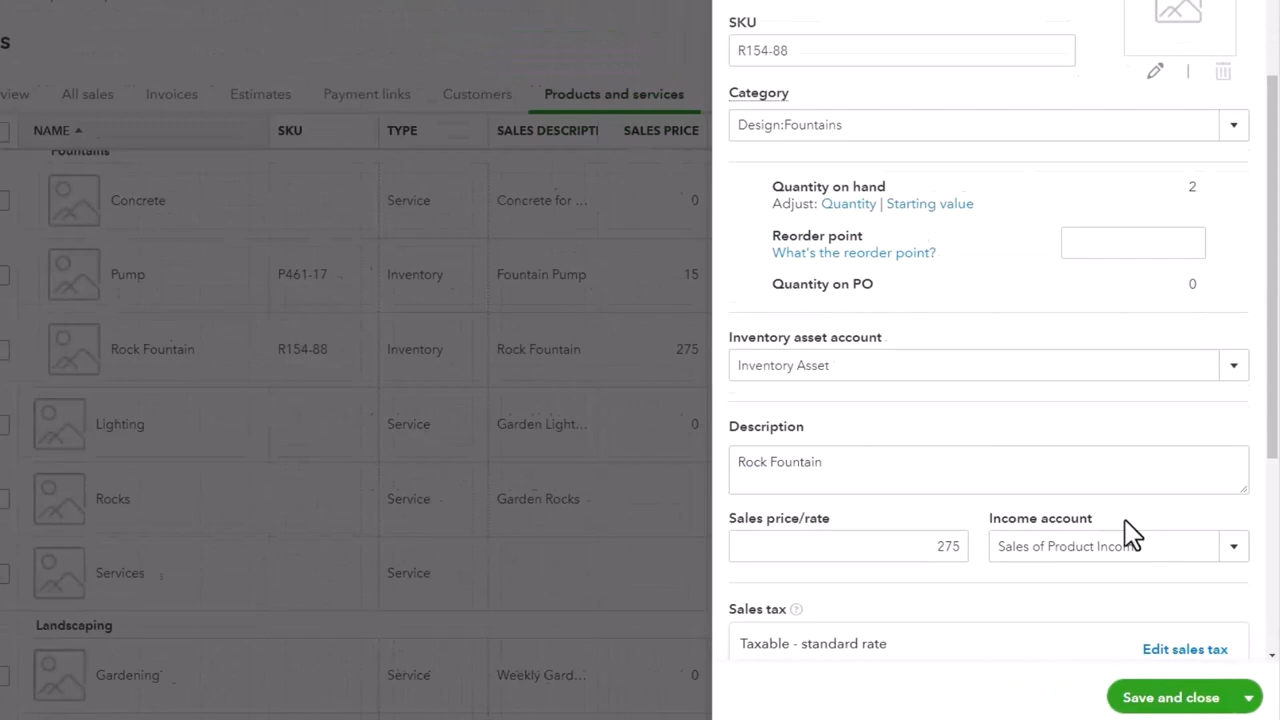 s
view All sales Invoices Estimates Payment links Customers Products and services
NAME SKU TYPE SALES DESCRIPTI SALES PRICE
Fountains
Concrete Service Concrete for ... 0
Pump P461-17 Inventory Fountain Pump 15
Rock Fountain R154-88 Inventory Rock Fountain 275
Lighting Service Garden Light... 0
Rocks Service Garden Rocks
Services Service
Landscaping
Gardening Service Weekly Gard... 0
SKU
R154-88
Category
Design:Fountains
Quantity on hand 2
Adjust: Quantity | Starting value
Reorder point
What's the reorder point?
Quantity on PO 0
Inventory asset account
Inventory Asset
Description
Rock Fountain
Sales price/rate Income account
275 Sales of Product Income
Sales tax ?
Taxable - standard rate Edit sales tax
Save and close